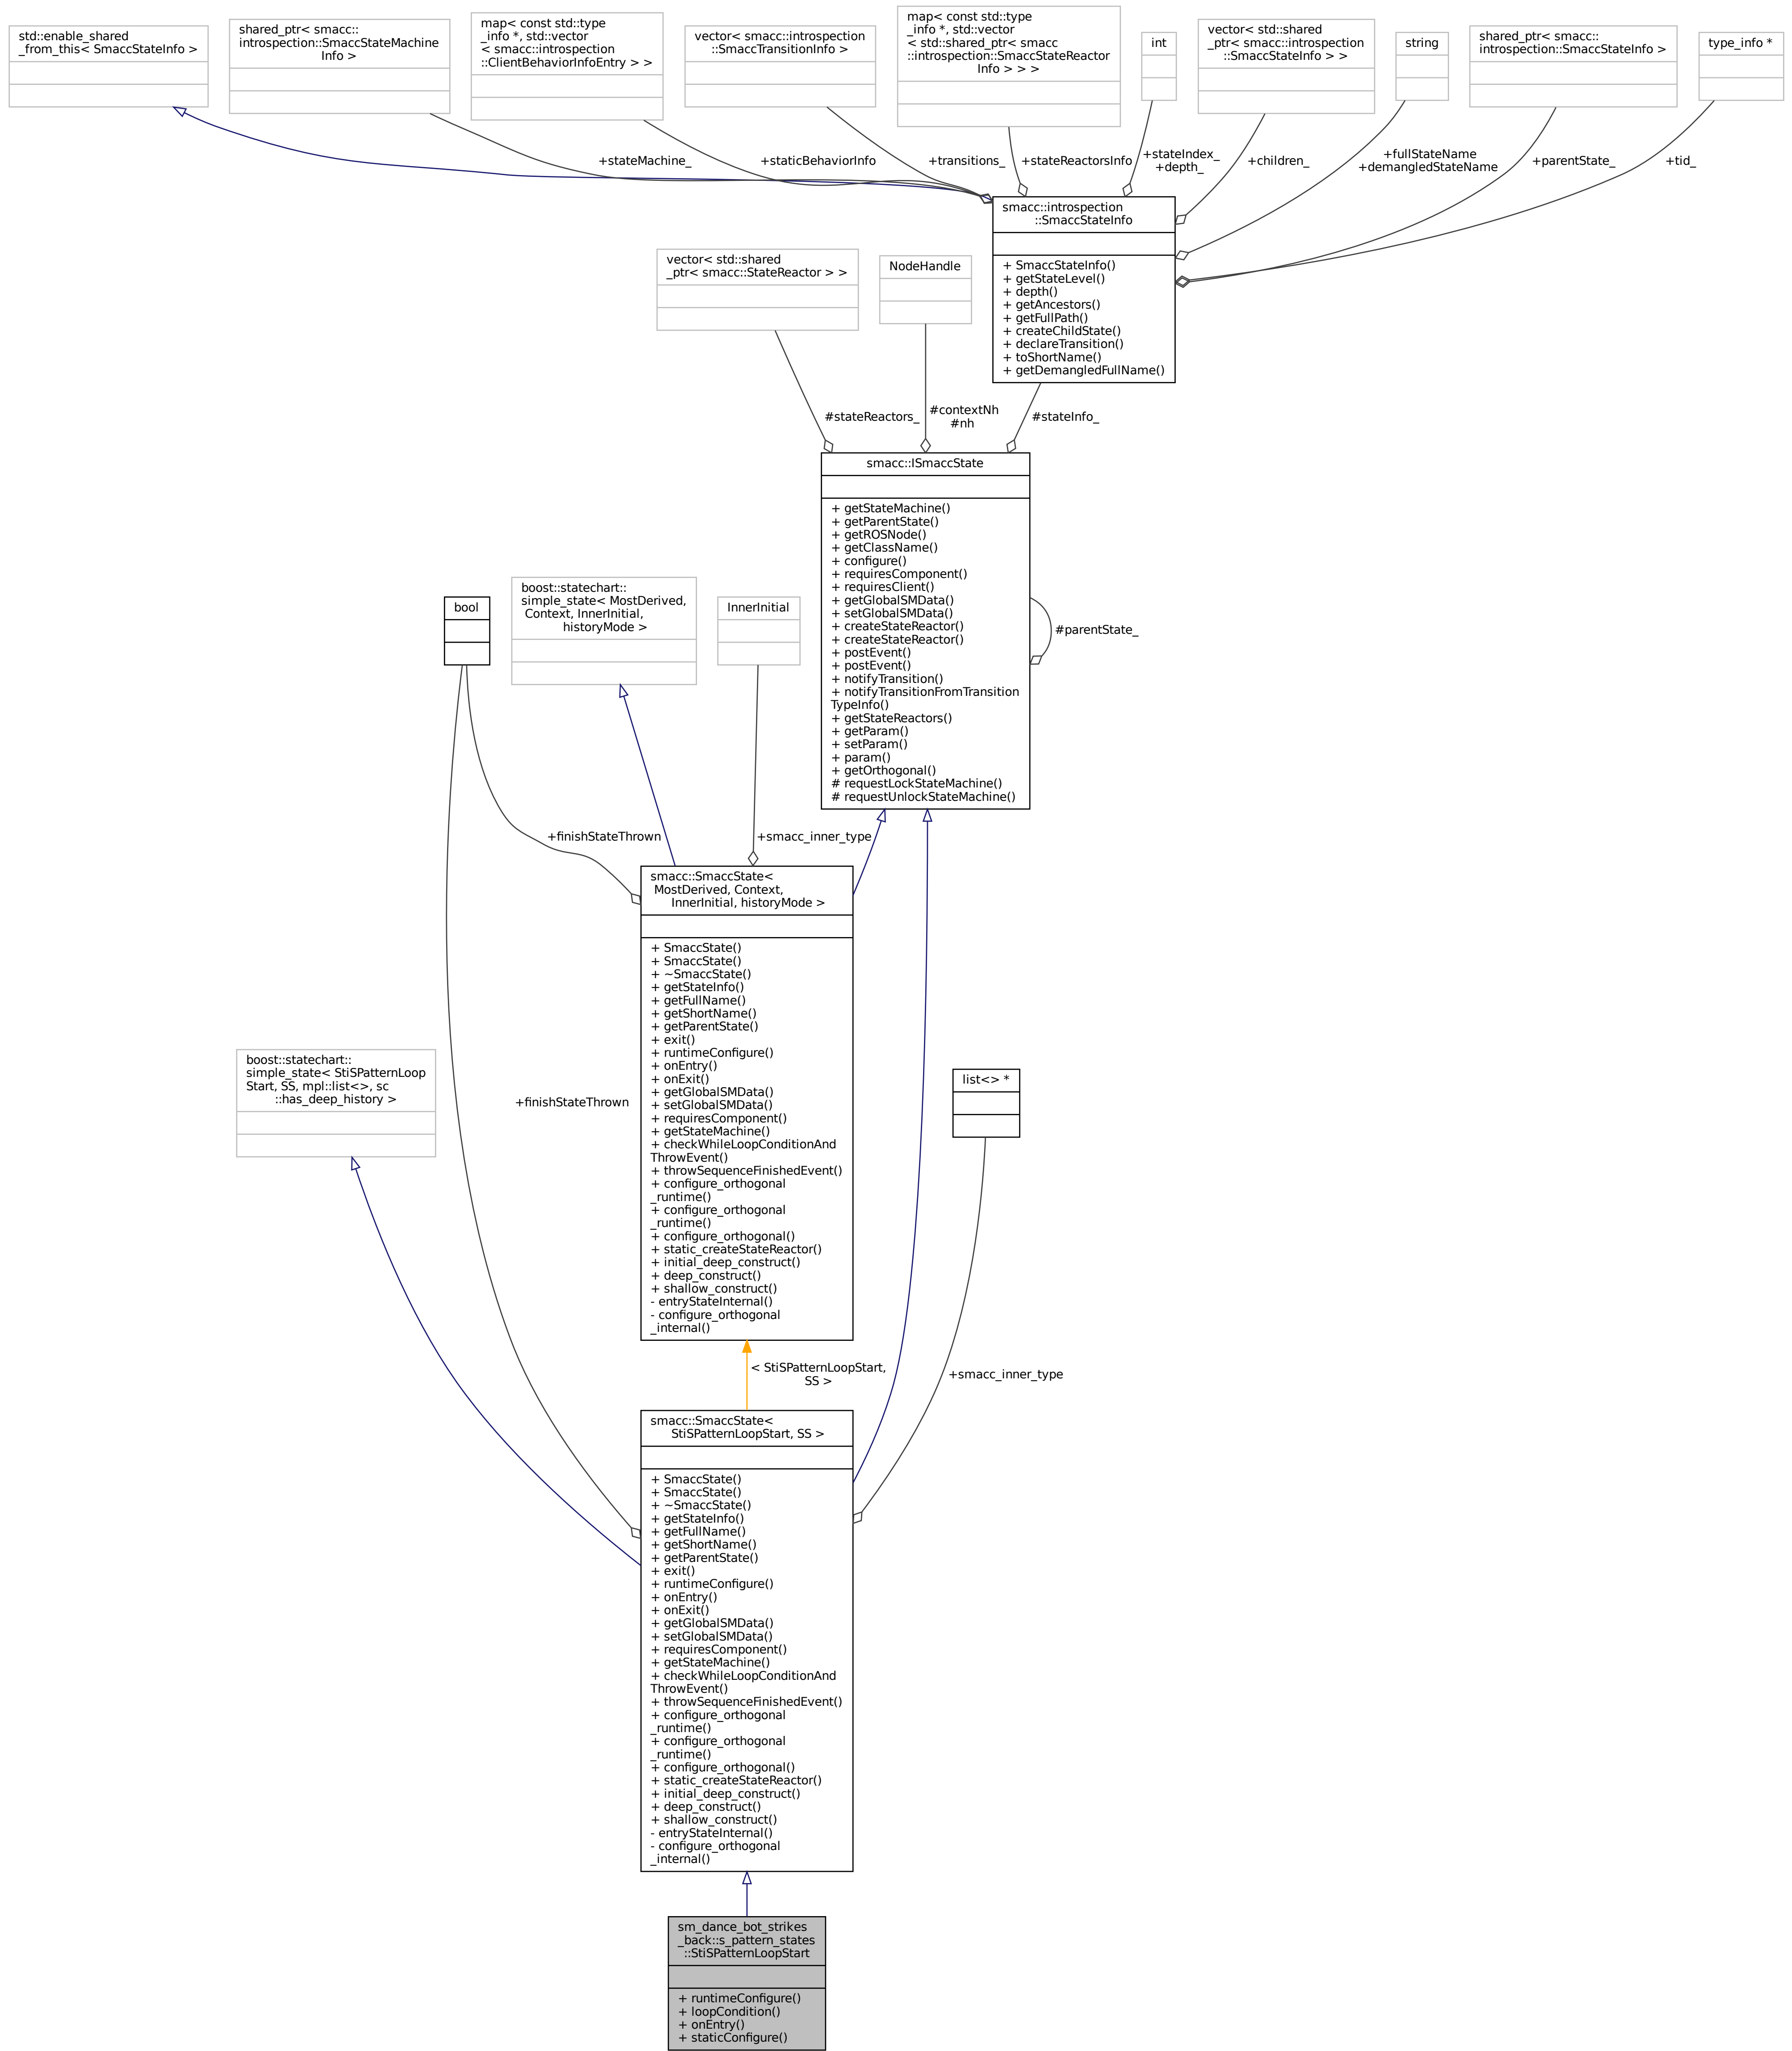 std::enable_shared
_from_this< SmaccStateInfo >
shared_ptr< smacc::
introspection::SmaccStateMachine
Info >
map< const std::type
_info *, std::vector
< smacc::introspection
::ClientBehaviorInfoEntry > >
vector< smacc::introspection
::SmaccTransitionInfo >
map< const std::type
_info *, std::vector
< std::shared_ptr< smacc
::introspection::SmaccStateReactor
Info > > >
int
vector< std::shared
_ptr< smacc::introspection
::SmaccStateInfo > >
string
shared_ptr< smacc::
introspection::SmaccStateInfo >
type_info *
+stateMachine_
+staticBehaviorInfo
+transitions_
+stateReactorsInfo
+stateIndex_
+depth_
+children_
+fullStateName
+demangledStateName
+parentState_
+tid_
smacc::introspection
::SmaccStateInfo
+ SmaccStateInfo()
+ getStateLevel()
+ depth()
+ getAncestors()
+ getFullPath()
+ createChildState()
+ declareTransition()
+ toShortName()
+ getDemangledFullName()
vector< std::shared
_ptr< smacc::StateReactor > >
NodeHandle
#stateReactors_
#contextNh
#nh
#stateInfo_
smacc::ISmaccState
+ getStateMachine()
+ getParentState()
+ getROSNode()
+ getClassName()
+ configure()
+ requiresComponent()
+ requiresClient()
+ getGlobalSMData()
+ setGlobalSMData()
+ createStateReactor()
+ createStateReactor()
+ postEvent()
+ postEvent()
+ notifyTransition()
+ notifyTransitionFromTransition
TypeInfo()
+ getStateReactors()
+ getParam()
+ setParam()
+ param()
+ getOrthogonal()
# requestLockStateMachine()
# requestUnlockStateMachine()
#parentState_
bool
boost::statechart::
simple_state< MostDerived,
Context, InnerInitial,
historyMode >
InnerInitial
+finishStateThrown
+smacc_inner_type
smacc::SmaccState<
MostDerived, Context,
InnerInitial, historyMode >
+ SmaccState()
+ SmaccState()
+ ~SmaccState()
+ getStateInfo()
+ getFullName()
+ getShortName()
+ getParentState()
+ exit()
+ runtimeConfigure()
+ onEntry()
+ onExit()
+ getGlobalSMData()
+ setGlobalSMData()
+ requiresComponent()
+ getStateMachine()
+ checkWhileLoopConditionAnd
ThrowEvent()
+ throwSequenceFinishedEvent()
+ configure_orthogonal
_runtime()
+ configure_orthogonal
_runtime()
+ configure_orthogonal()
+ static_createStateReactor()
+ initial_deep_construct()
+ deep_construct()
+ shallow_construct()
- entryStateInternal()
- configure_orthogonal
_internal()
boost::statechart::
simple_state< StiSPatternLoop
Start, SS, mpl::list<>, sc
::has_deep_history >
+finishStateThrown
list<> *
< StiSPatternLoopStart,
SS >
+smacc_inner_type
smacc::SmaccState<
StiSPatternLoopStart, SS >
+ SmaccState()
+ SmaccState()
+ ~SmaccState()
+ getStateInfo()
+ getFullName()
+ getShortName()
+ getParentState()
+ exit()
+ runtimeConfigure()
+ onEntry()
+ onExit()
+ getGlobalSMData()
+ setGlobalSMData()
+ requiresComponent()
+ getStateMachine()
+ checkWhileLoopConditionAnd
ThrowEvent()
+ throwSequenceFinishedEvent()
+ configure_orthogonal
_runtime()
+ configure_orthogonal
_runtime()
+ configure_orthogonal()
+ static_createStateReactor()
+ initial_deep_construct()
+ deep_construct()
+ shallow_construct()
- entryStateInternal()
- configure_orthogonal
_internal()
sm_dance_bot_strikes
_back::s_pattern_states
::StiSPatternLoopStart
+ runtimeConfigure()
+ loopCondition()
+ onEntry()
+ staticConfigure()